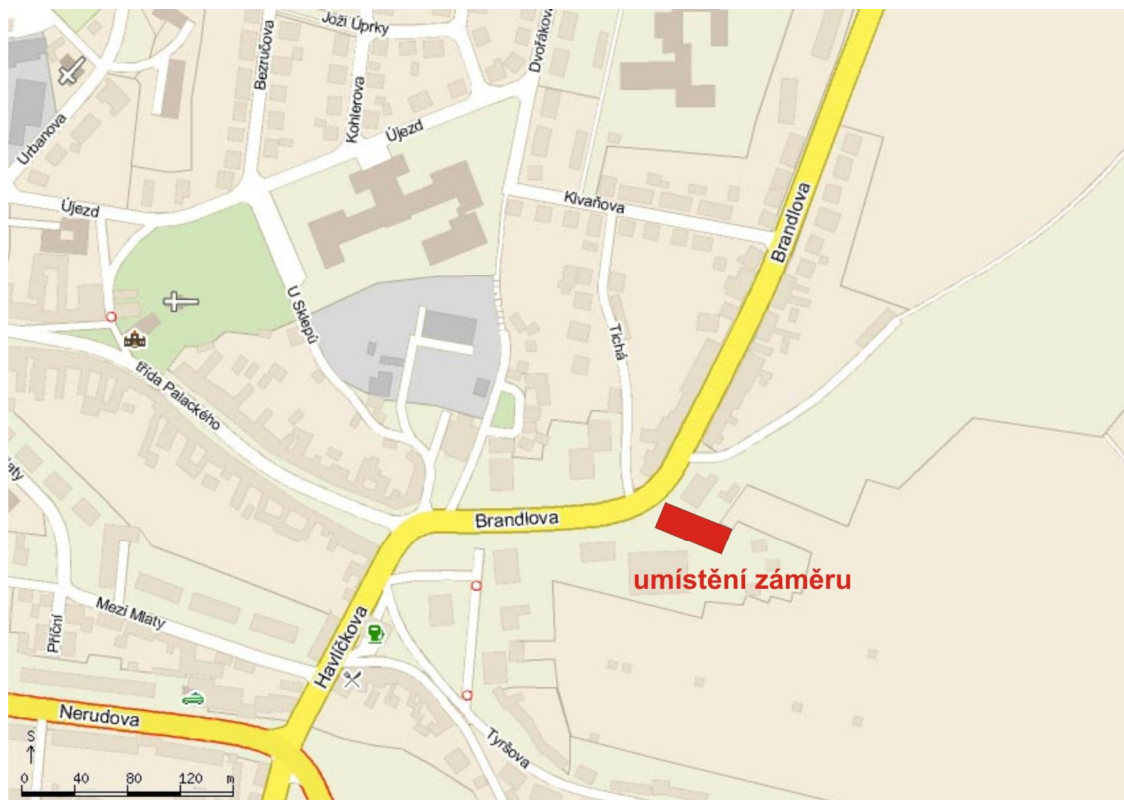 Joži Úprky
Bezručova
Kohlerova
Dvořákova
Urbanova
Újezd
Újezd
Klvaňova
Brandlova
U Sklepů
Tichá
třída Palackého
Brandlova
umístění záměru
Mezi Mlaty
Příční
Havlíčkova
Nerudova
Tyršova
S
0 40 80 120 m